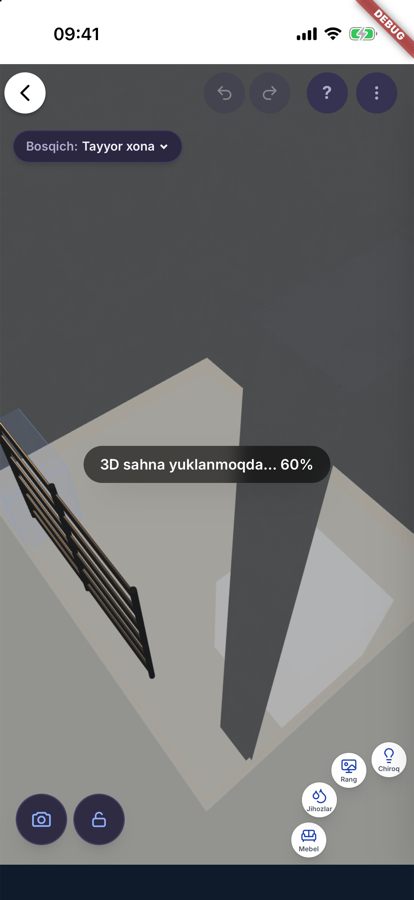 09:41
DEBUG
?
Bosqich: Tayyor xona
3D sahna yuklanmoqda... 60%
Chiroq
Rang
Jihozlar
Mebel